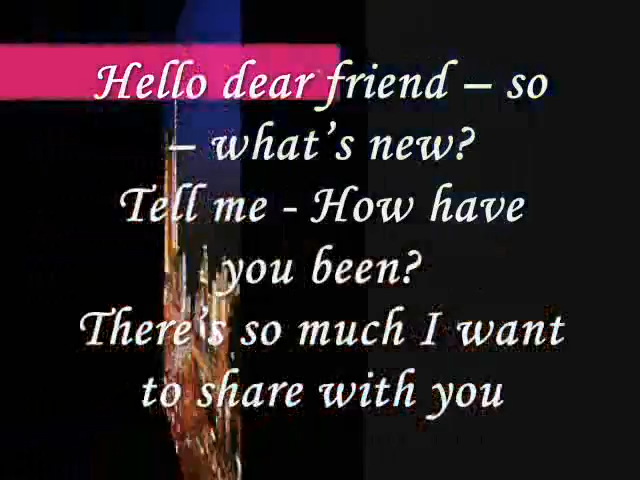 Hello dear friend – so
– what's new?
Tell me - How have
you been?
There's so much I want
to share with you